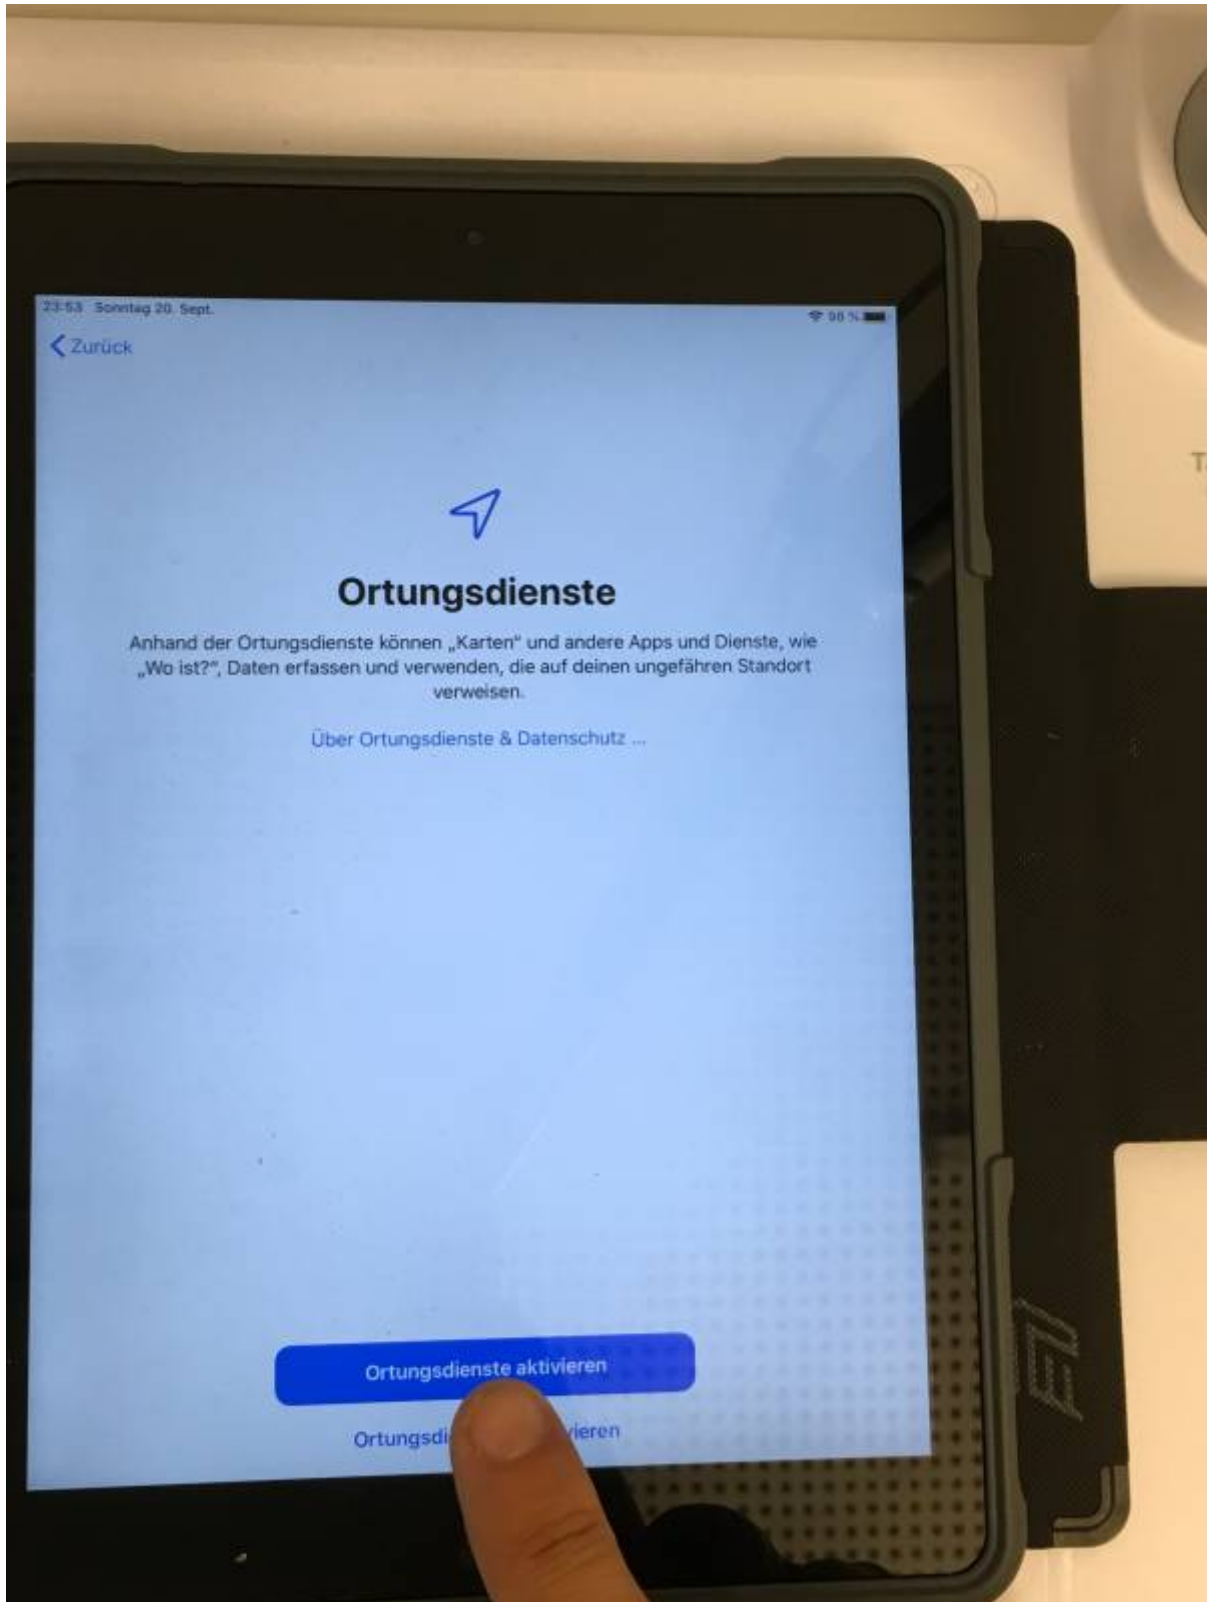 23:53 Sonntag 20. Sept.
98 %
Zurück
Ortungsdienste
Anhand der Ortungsdienste können „Karten“ und andere Apps und Dienste, wie
„Wo ist?“, Daten erfassen und verwenden, die auf deinen ungefähren Standort
verweisen.
Über Ortungsdienste & Datenschutz ...
Ortungsdienste aktivieren